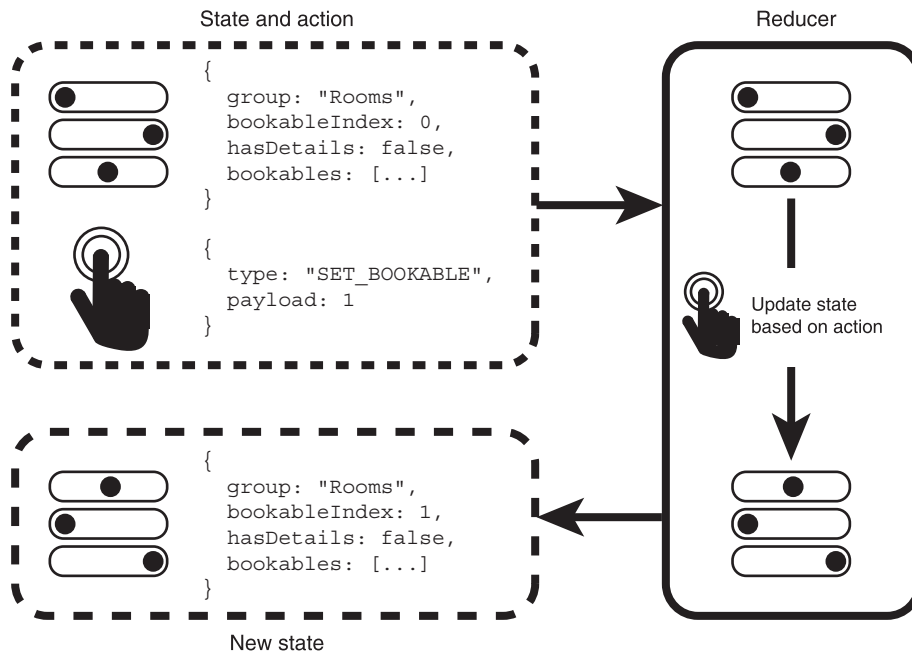 State and action
Reducer
{
group: "Rooms",
bookableIndex: 0,
hasDetails: false,
bookables: [...]
}
{
type: "SET_BOOKABLE",
payload: 1
}
Update state
based on action
{
group: "Rooms",
bookableIndex: 1,
hasDetails: false,
bookables: [...]
}
New state